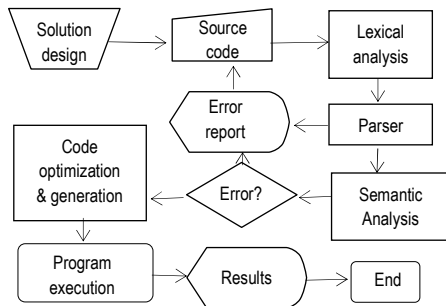 Solution
design
Source
code
Lexical
analysis
Error
report
Parser
Code
optimization
& generation
Error?
Semantic
Analysis
Program
execution
Results
End